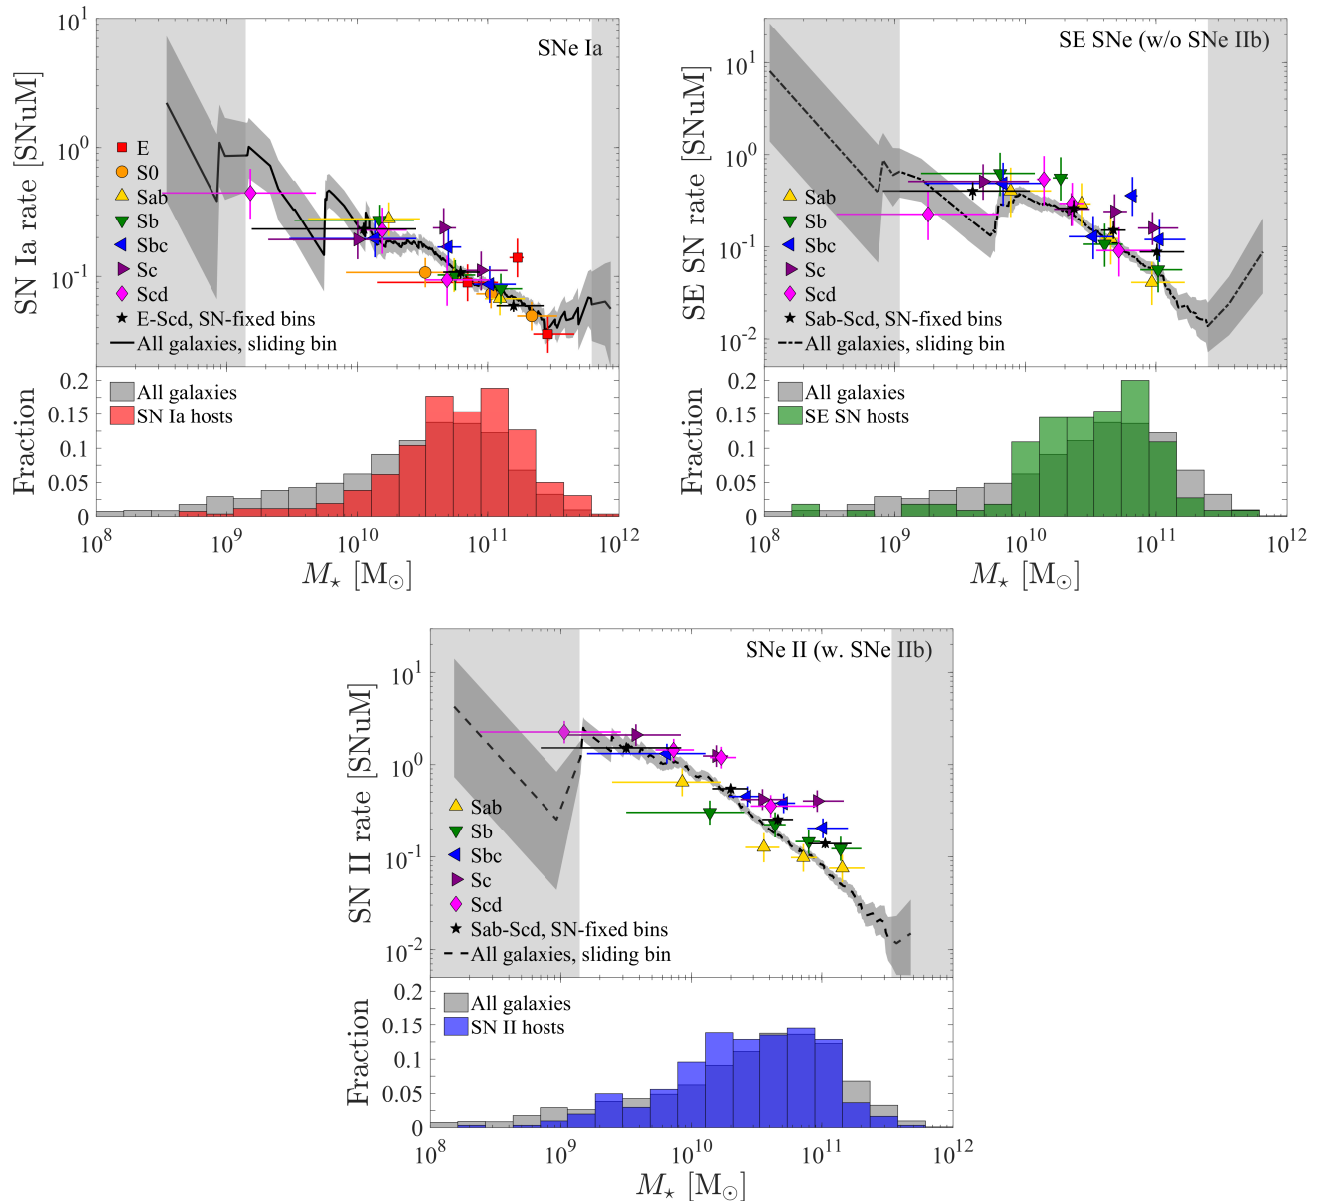 SNe Ia
SN Ia rate [SNuM]
10^1
10^0
10^-1
E
S0
Sab
Sb
Sbc
Sc
Scd
E-Scd, SN-fixed bins
All galaxies, sliding bin
Fraction
0.2
0.15
0.1
0.05
0
All galaxies
SN Ia hosts
10^8 10^9 10^10 10^11 10^12
M⋆ [M⊙]
SE SNe (w/o SNe IIb)
SE SN rate [SNuM]
10^1
10^0
10^-1
10^-2
Sab
Sb
Sbc
Sc
Scd
Sab-Scd, SN-fixed bins
All galaxies, sliding bin
Fraction
0.2
0.15
0.1
0.05
0
All galaxies
SE SN hosts
10^8 10^9 10^10 10^11 10^12
M⋆ [M⊙]
SNe II (w. SNe IIb)
SN II rate [SNuM]
10^1
10^0
10^-1
10^-2
Sab
Sb
Sbc
Sc
Scd
Sab-Scd, SN-fixed bins
All galaxies, sliding bin
Fraction
0.2
0.15
0.1
0.05
0
All galaxies
SN II hosts
10^8 10^9 10^10 10^11 10^12
M⋆ [M⊙]